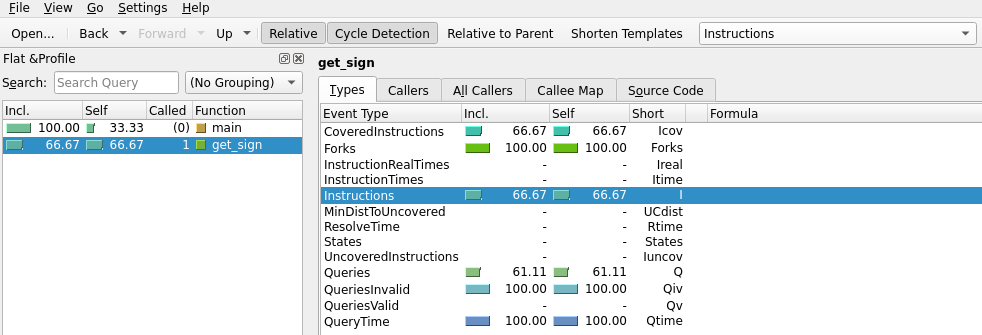 File View Go Settings Help
Open... Back Forward Up Relative Cycle Detection Relative to Parent Shorten Templates Instructions
Flat &Profile
Search: Search Query (No Grouping)
Incl. Self Called Function
100.00 33.33 (0) main
66.67 66.67 1 get_sign
get_sign
Types Callers All Callers Callee Map Source Code
Event Type Incl. Self Short Formula
CoveredInstructions 66.67 66.67 Icov
Forks 100.00 100.00 Forks
InstructionRealTimes - - Ireal
InstructionTimes - - Itime
Instructions 66.67 66.67 I
MinDistToUncovered - - UCdist
ResolveTime - - Rtime
States - - States
UncoveredInstructions - - Iuncov
Queries 61.11 61.11 Q
QueriesInvalid 100.00 100.00 Qiv
QueriesValid - - Qv
QueryTime 100.00 100.00 Qtime